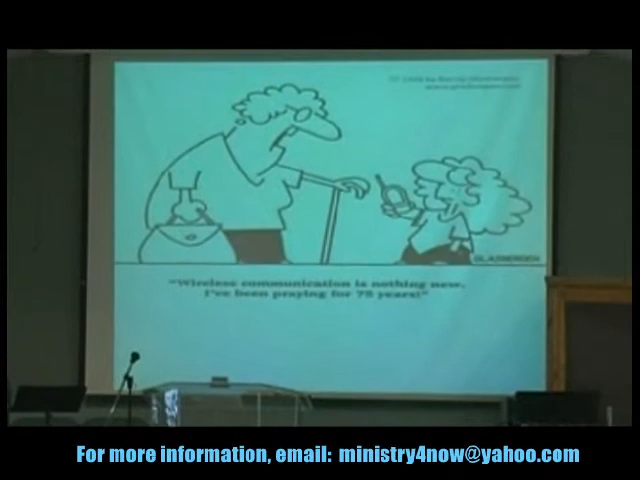 "Wireless communication is nothing new.
I've been praying for 75 years!"
GLASBERGEN
For more information, email: ministry4now@yahoo.com